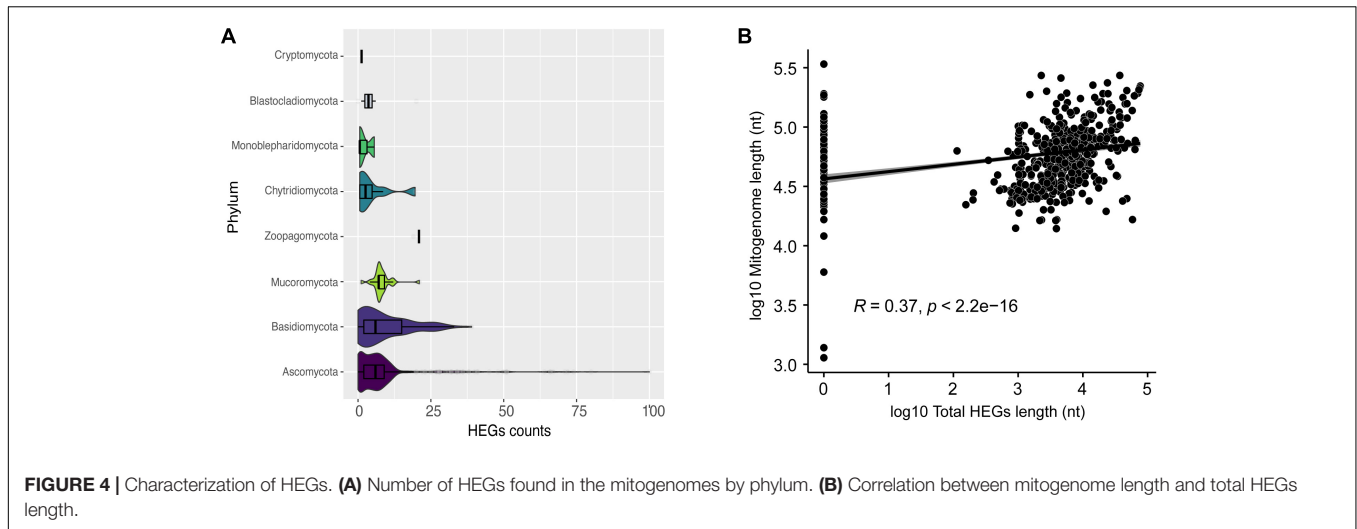 A
Phylum
Cryptomycota
Blastocladiomycota
Monoblepharidomycota
Chytridiomycota
Zoopagomycota
Mucoromycota
Basidiomycota
Ascomycota
0 25 50 75 100
HEGs counts
B
log10 Mitogenome length (nt)
5.5
5.0
4.5
4.0
3.5
3.0
R = 0.37, p < 2.2e−16
0 1 2 3 4 5
log10 Total HEGs length (nt)
FIGURE 4 | Characterization of HEGs. (A) Number of HEGs found in the mitogenomes by phylum. (B) Correlation between mitogenome length and total HEGs
length.